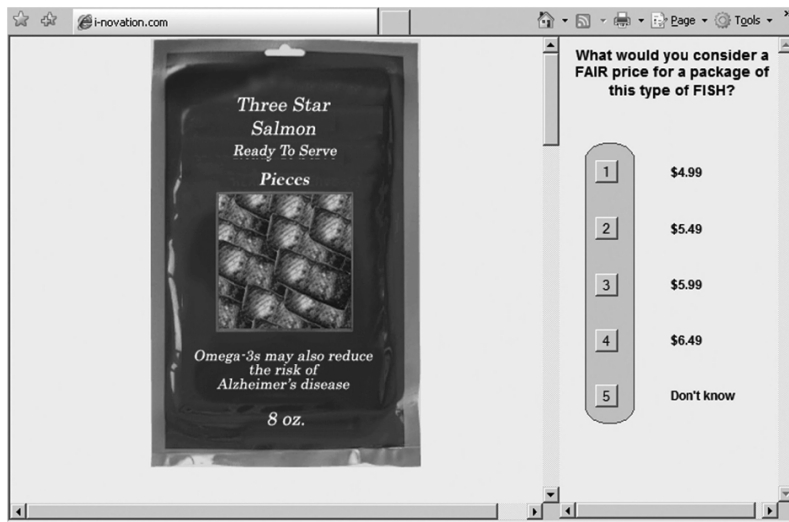 i-novation.com
Page
Tools
Three Star
Salmon
Ready To Serve
Pieces
Omega-3s may also reduce
the risk of
Alzheimer's disease
8 oz.
What would you consider a
FAIR price for a package of
this type of FISH?
1 $4.99
2 $5.49
3 $5.99
4 $6.49
5 Don't know